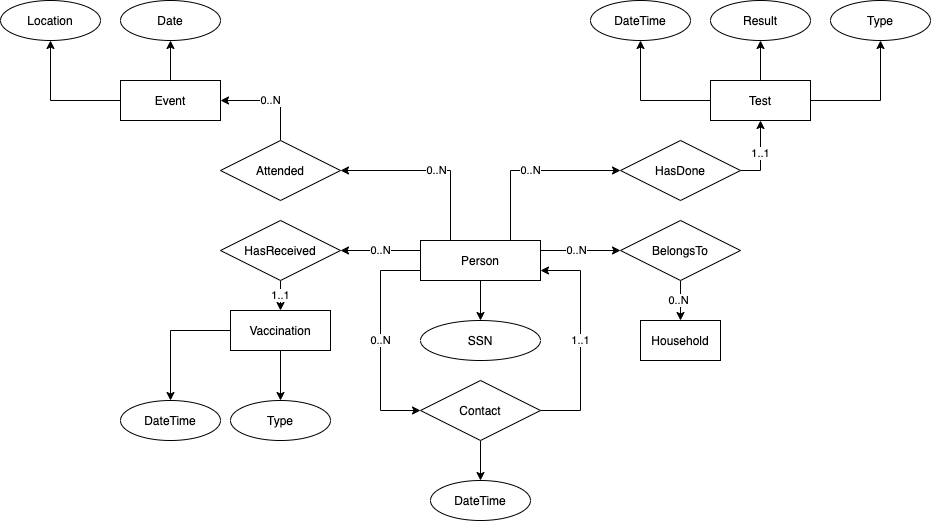 Location
Date
DateTime
Result
Type
Event
0..N
Test
1..1
Attended
0..N
0..N
HasDone
HasReceived
0..N
Person
0..N
BelongsTo
1..1
0..N
Vaccination
0..N
SSN
1..1
Household
DateTime
Type
Contact
DateTime